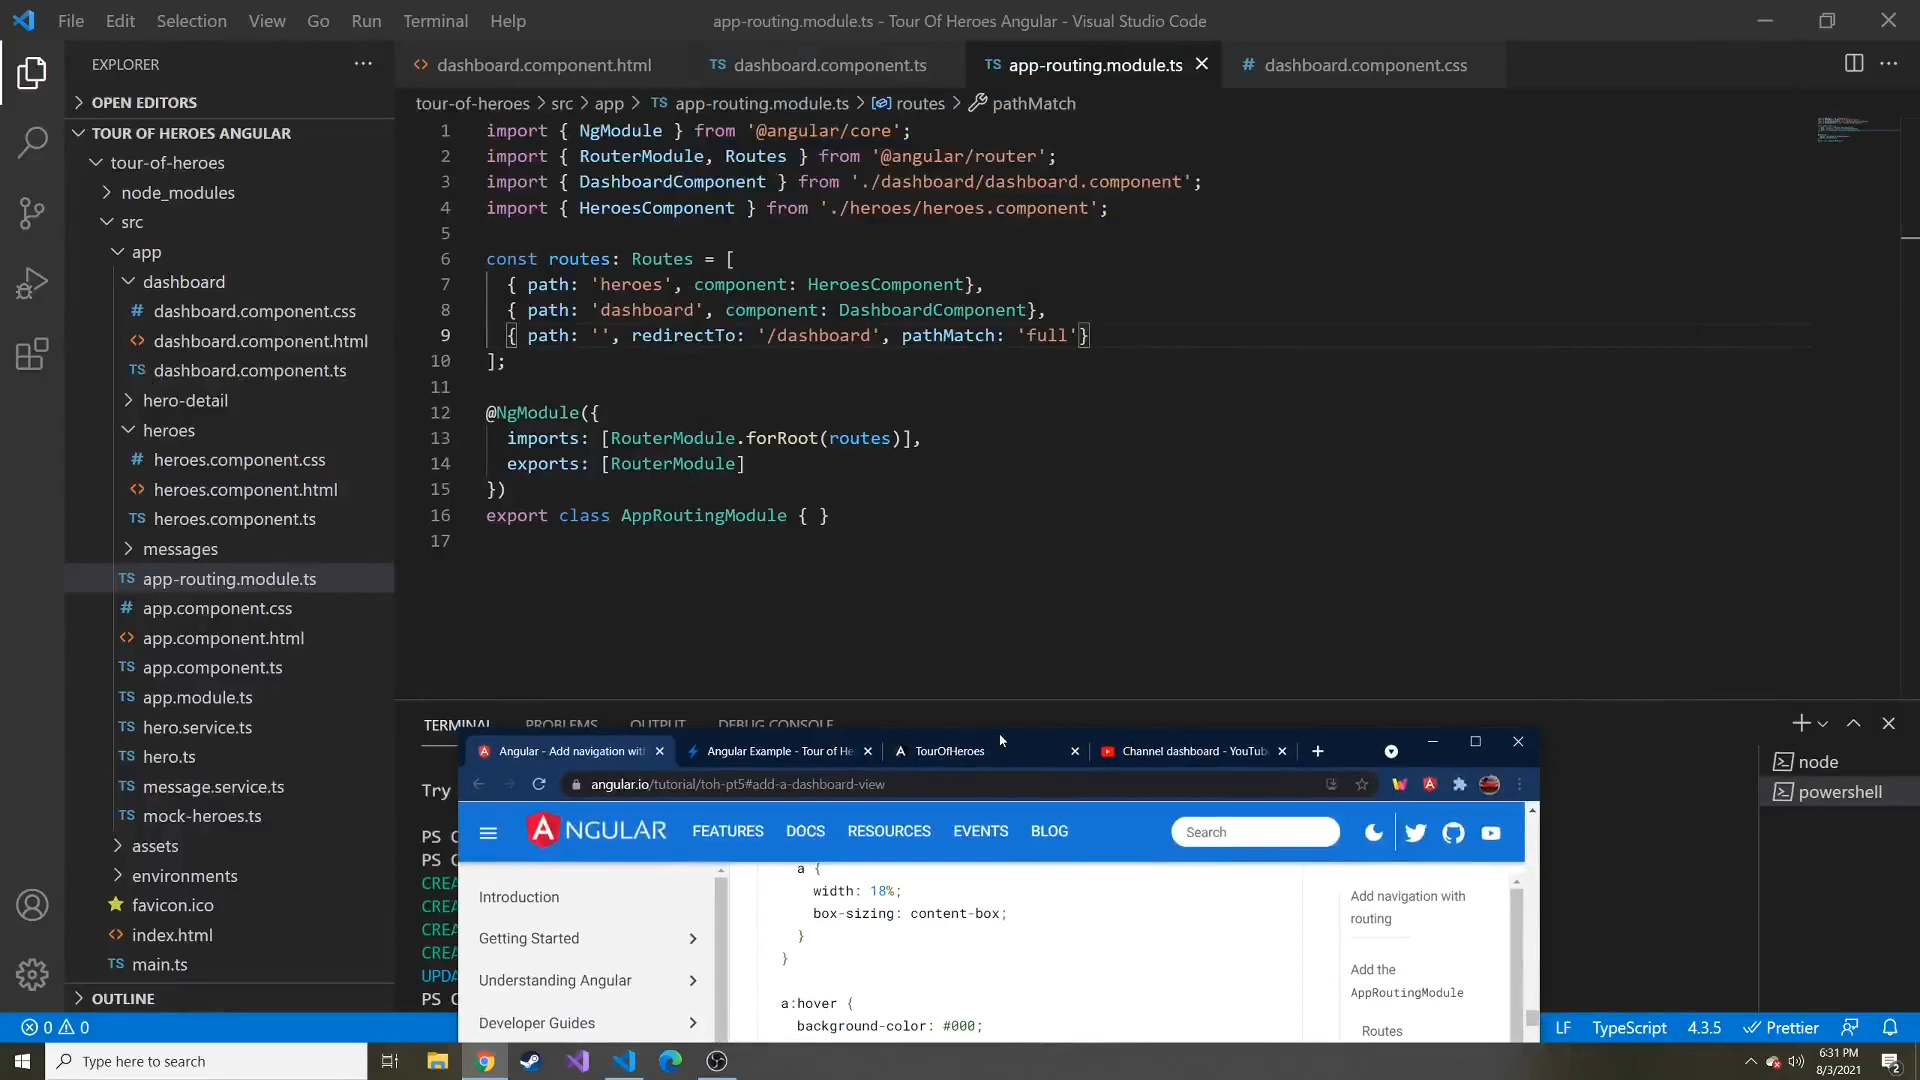 File Edit Selection View Go Run Terminal Help
app-routing.module.ts - Tour Of Heroes Angular - Visual Studio Code
EXPLORER
OPEN EDITORS
TOUR OF HEROES ANGULAR
tour-of-heroes
node_modules
src
app
dashboard
dashboard.component.css
dashboard.component.html
dashboard.component.ts
hero-detail
heroes
heroes.component.css
heroes.component.html
heroes.component.ts
messages
app-routing.module.ts
app.component.css
app.component.html
app.component.ts
app.module.ts
hero.service.ts
hero.ts
message.service.ts
mock-heroes.ts
assets
environments
favicon.ico
index.html
main.ts
OUTLINE
dashboard.component.html
TS dashboard.component.ts
TS app-routing.module.ts
# dashboard.component.css
tour-of-heroes > src > app > TS app-routing.module.ts > routes > pathMatch
1 import { NgModule } from '@angular/core';
2 import { RouterModule, Routes } from '@angular/router';
3 import { DashboardComponent } from './dashboard/dashboard.component';
4 import { HeroesComponent } from './heroes/heroes.component';
5
6 const routes: Routes = [
7 { path: 'heroes', component: HeroesComponent},
8 { path: 'dashboard', component: DashboardComponent},
9 { path: '', redirectTo: '/dashboard', pathMatch: 'full'}
10 ];
11
12 @NgModule({
13 imports: [RouterModule.forRoot(routes)],
14 exports: [RouterModule]
15 })
16 export class AppRoutingModule { }
17
TERMINAL PROBLEMS OUTPUT DEBUG CONSOLE
Try
PS C
PS C
CREA
CREA
CREA
CREA
UPDA
PS C
node
powershell
Angular - Add navigation wit
Angular Example - Tour of He
TourOfHeroes
Channel dashboard - YouTub
angular.io/tutorial/toh-pt5#add-a-dashboard-view
ANGULAR
FEATURES DOCS RESOURCES EVENTS BLOG
Search
Introduction
Getting Started
Understanding Angular
Developer Guides
a {
width: 18%;
box-sizing: content-box;
}
}
a:hover {
background-color: #000;
Add navigation with
routing
Add the
AppRoutingModule
Routes
0 0
LF TypeScript 4.3.5 Prettier
Type here to search
6:31 PM
8/3/2021
2